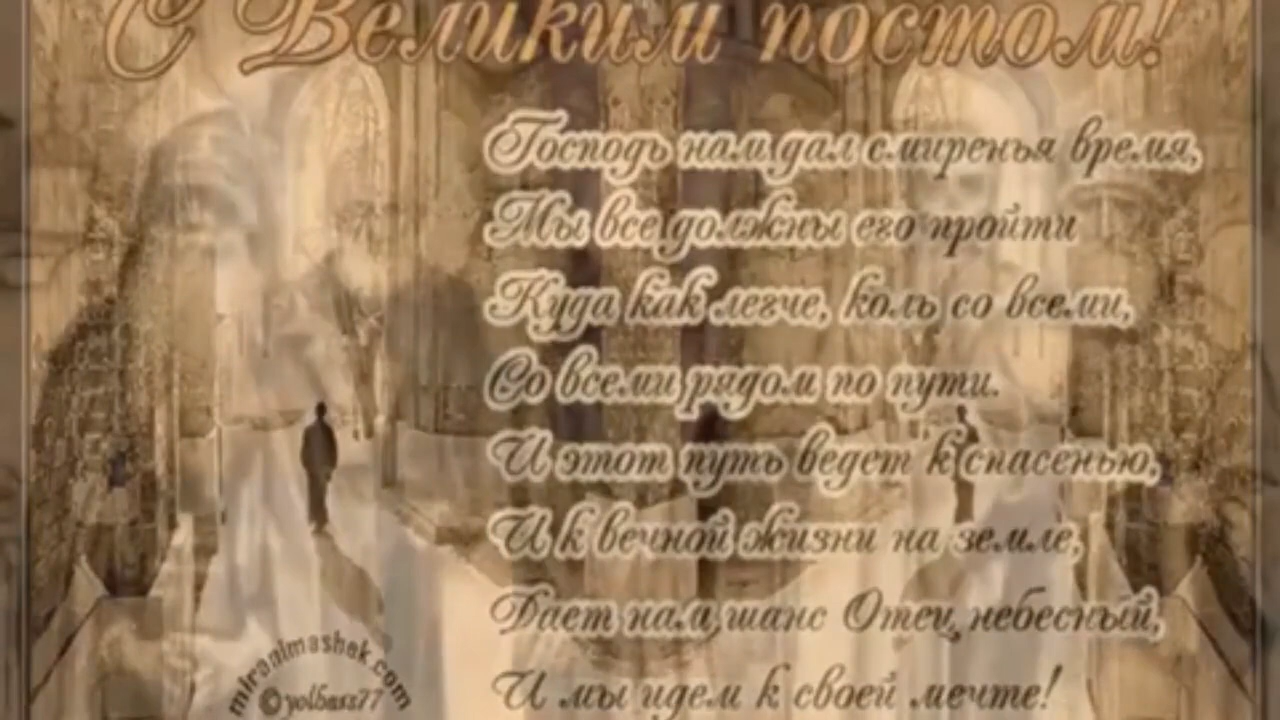 С Великим постом!
Господь нам дал смиренья время,
Мы все должны его пройти
Куда как легче, коль со всеми,
Со всеми рядом по пути.
И этот путь ведет к спасенью,
И к вечной жизни на земле,
Дает нам шанс Отец небесный,
И мы идем к своей мечте!
miranimashek.com
©yolbass77